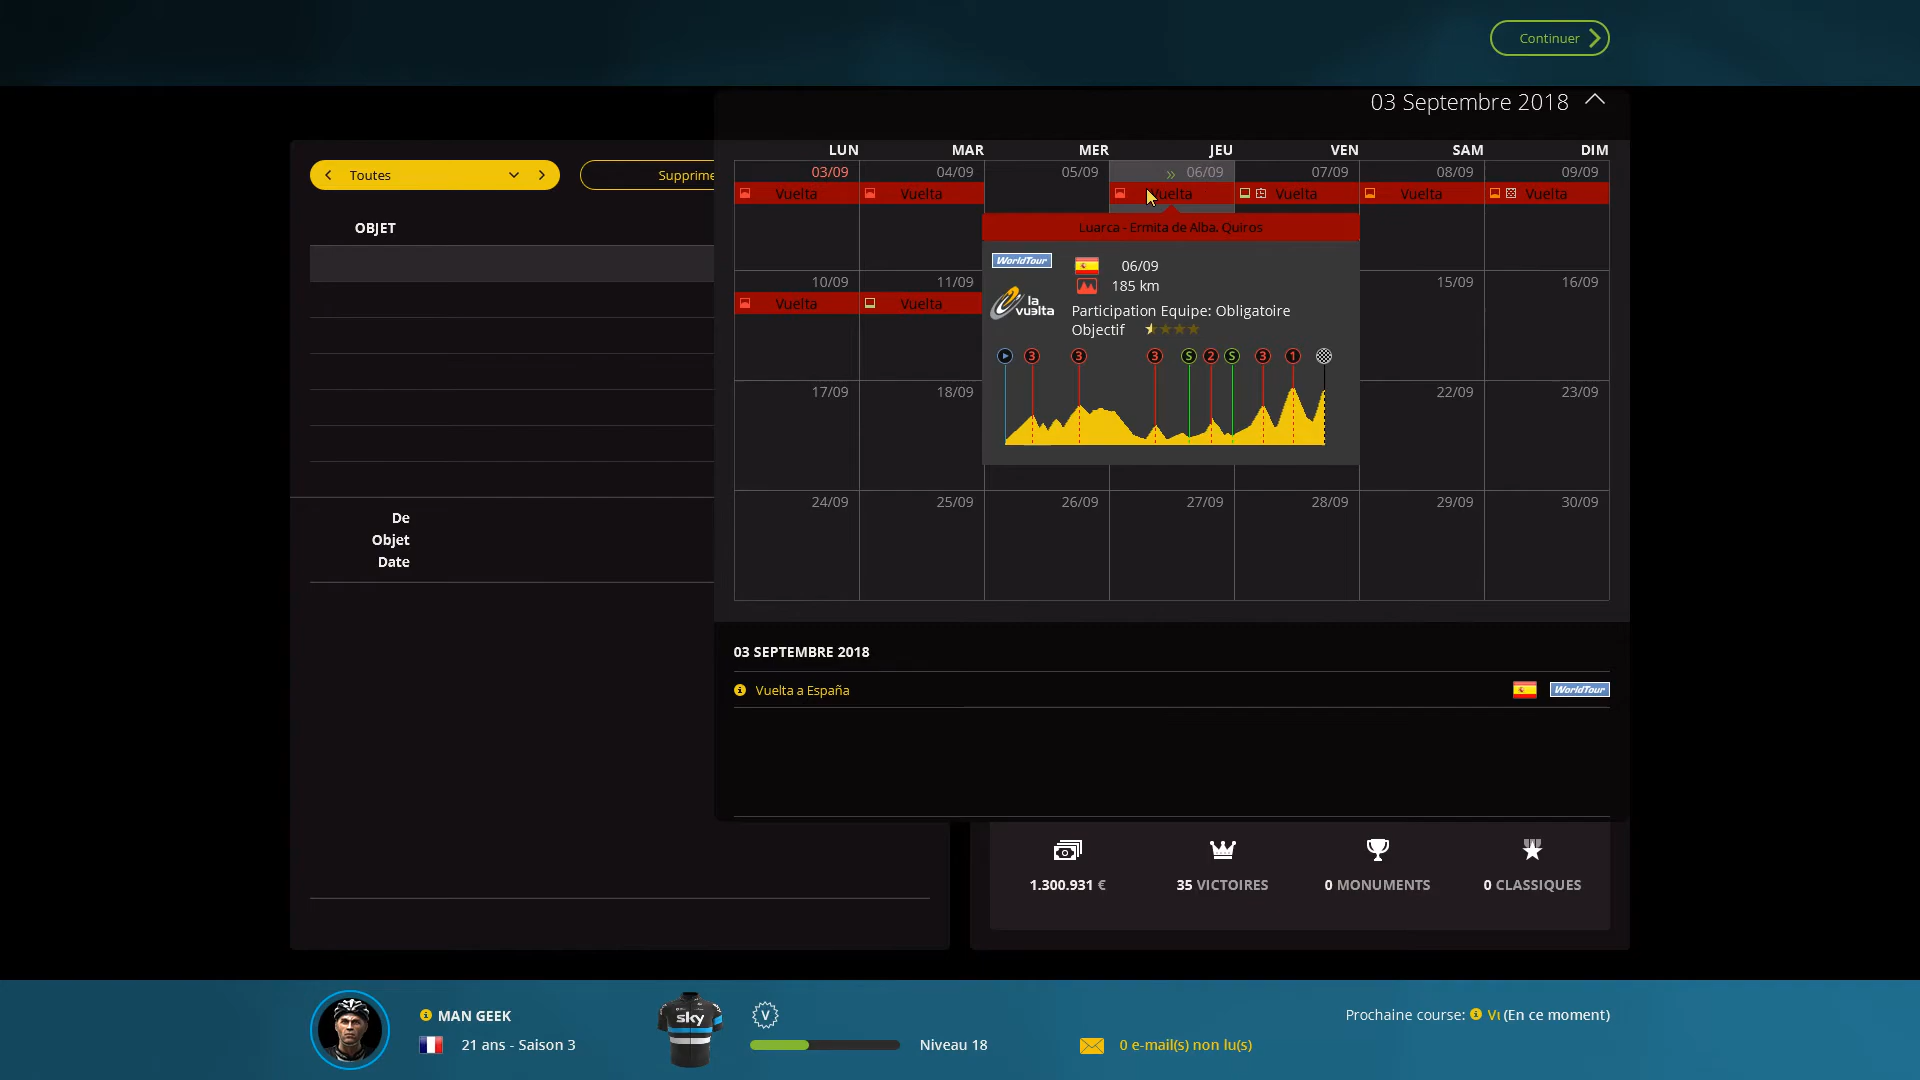 Continuer
03 Septembre 2018
LUN MAR MER JEU VEN SAM DIM
Toutes
Supprime
03/09 04/09 05/09 06/09 07/09 08/09 09/09
Vuelta Vuelta Vuelta Vuelta Vuelta Vuelta
OBJET
Luarca - Ermita de Alba. Quiros
WorldTour
06/09
185 km
la vuelta
Participation Equipe: Obligatoire
Objectif
3 3 3 S 2 S 3 1
10/09 11/09 15/09 16/09
Vuelta Vuelta
17/09 18/09 22/09 23/09
24/09 25/09 26/09 27/09 28/09 29/09 30/09
De
Objet
Date
03 SEPTEMBRE 2018
Vuelta a España
WorldTour
1.300.931 € 35 VICTOIRES 0 MONUMENTS 0 CLASSIQUES
MAN GEEK
21 ans - Saison 3
sky
V
Niveau 18
0 e-mail(s) non lu(s)
Prochaine course: (En ce moment)